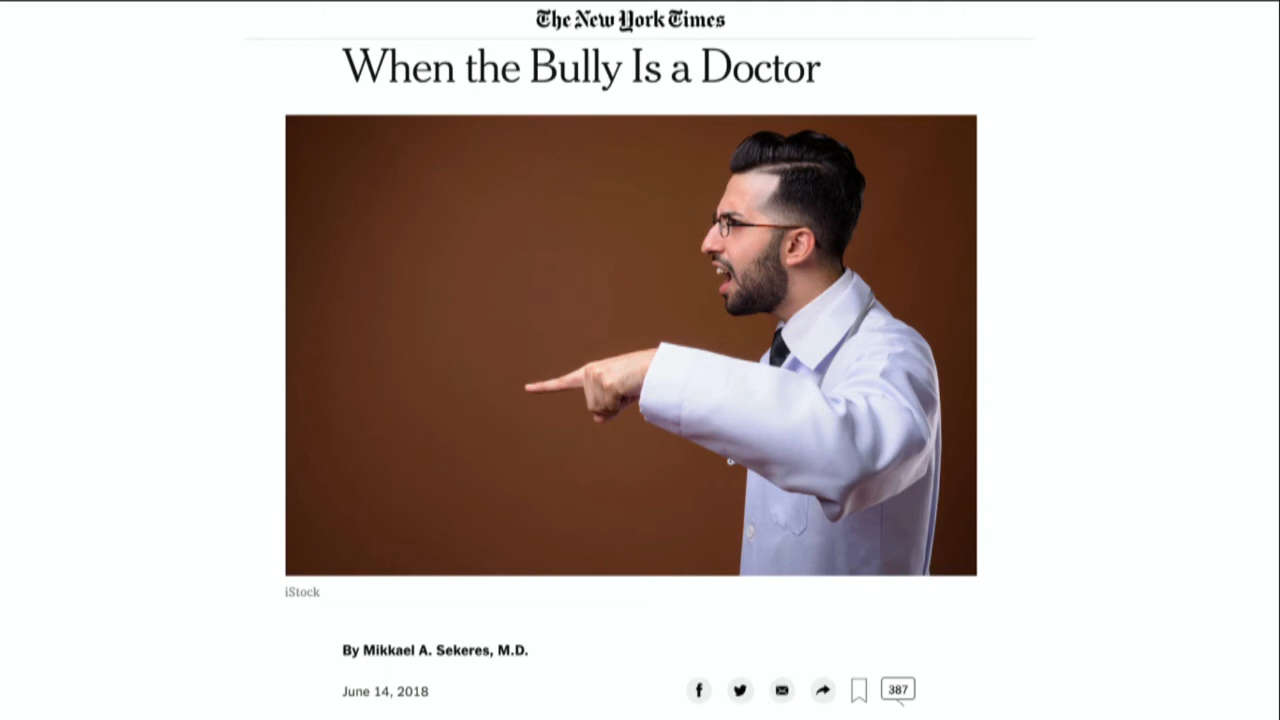 The New York Times
When the Bully Is a Doctor
iStock
By Mikkael A. Sekeres, M.D.
June 14, 2018
387